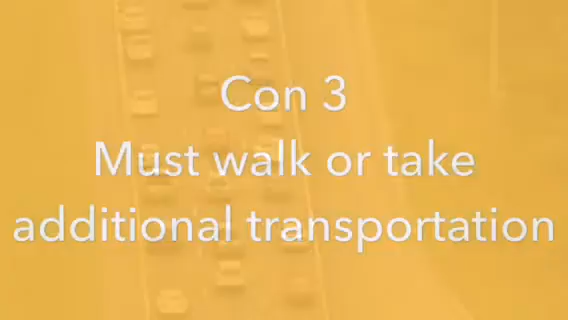 Con 3
Must walk or take
additional transportation